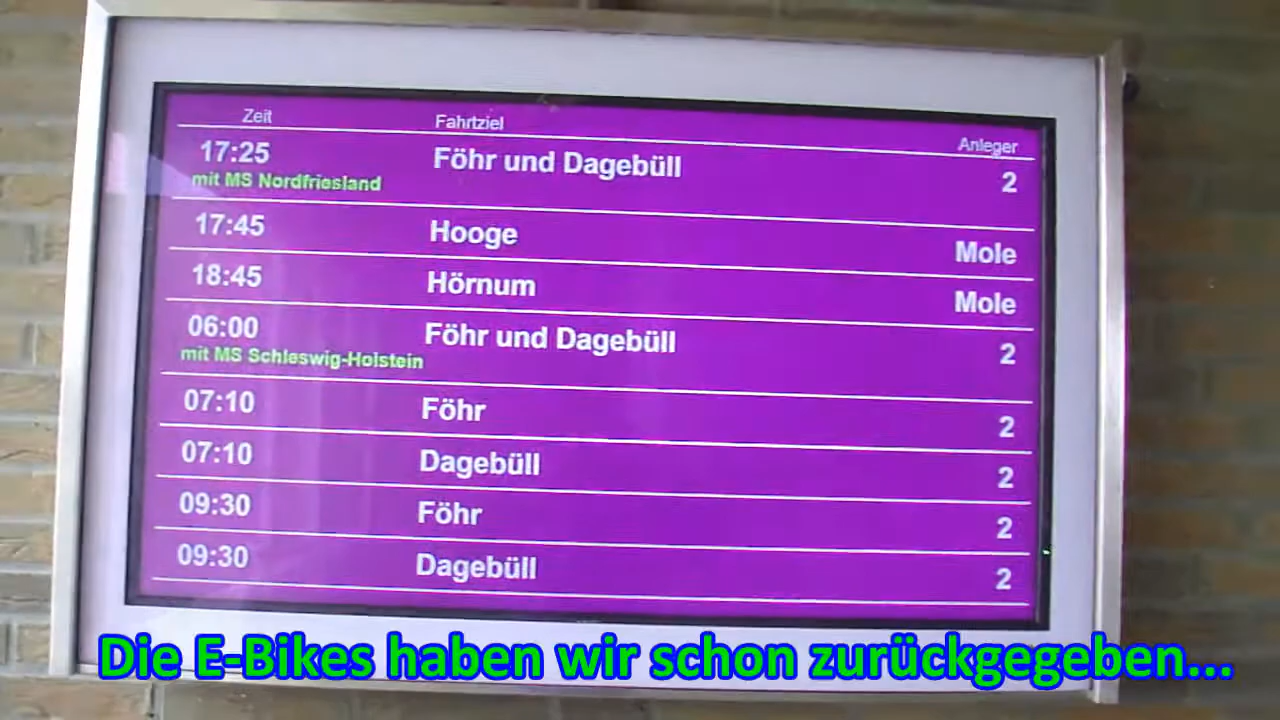 Zeit Fahrtziel Anleger
17:25 Föhr und Dagebüll 2
mit MS Nordfriesland
17:45 Hooge Mole
18:45 Hörnum Mole
06:00 Föhr und Dagebüll 2
mit MS Schleswig-Holstein
07:10 Föhr 2
07:10 Dagebüll 2
09:30 Föhr 2
09:30 Dagebüll 2
Die E-Bikes haben wir schon zurückgegeben...